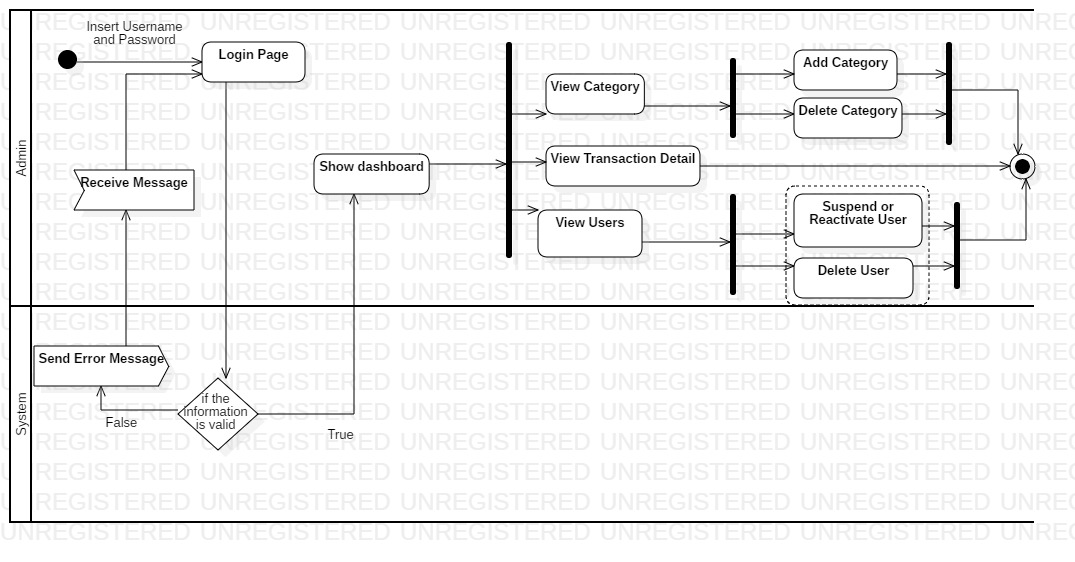 Insert Username
and Password
Login Page
Admin
Receive Message
Show dashboard
View Category
View Transaction Detail
View Users
Add Category
Delete Category
Suspend or
Reactivate User
Delete User
System
Send Error Message
False
if the
information
is valid
True
UNREGISTERED